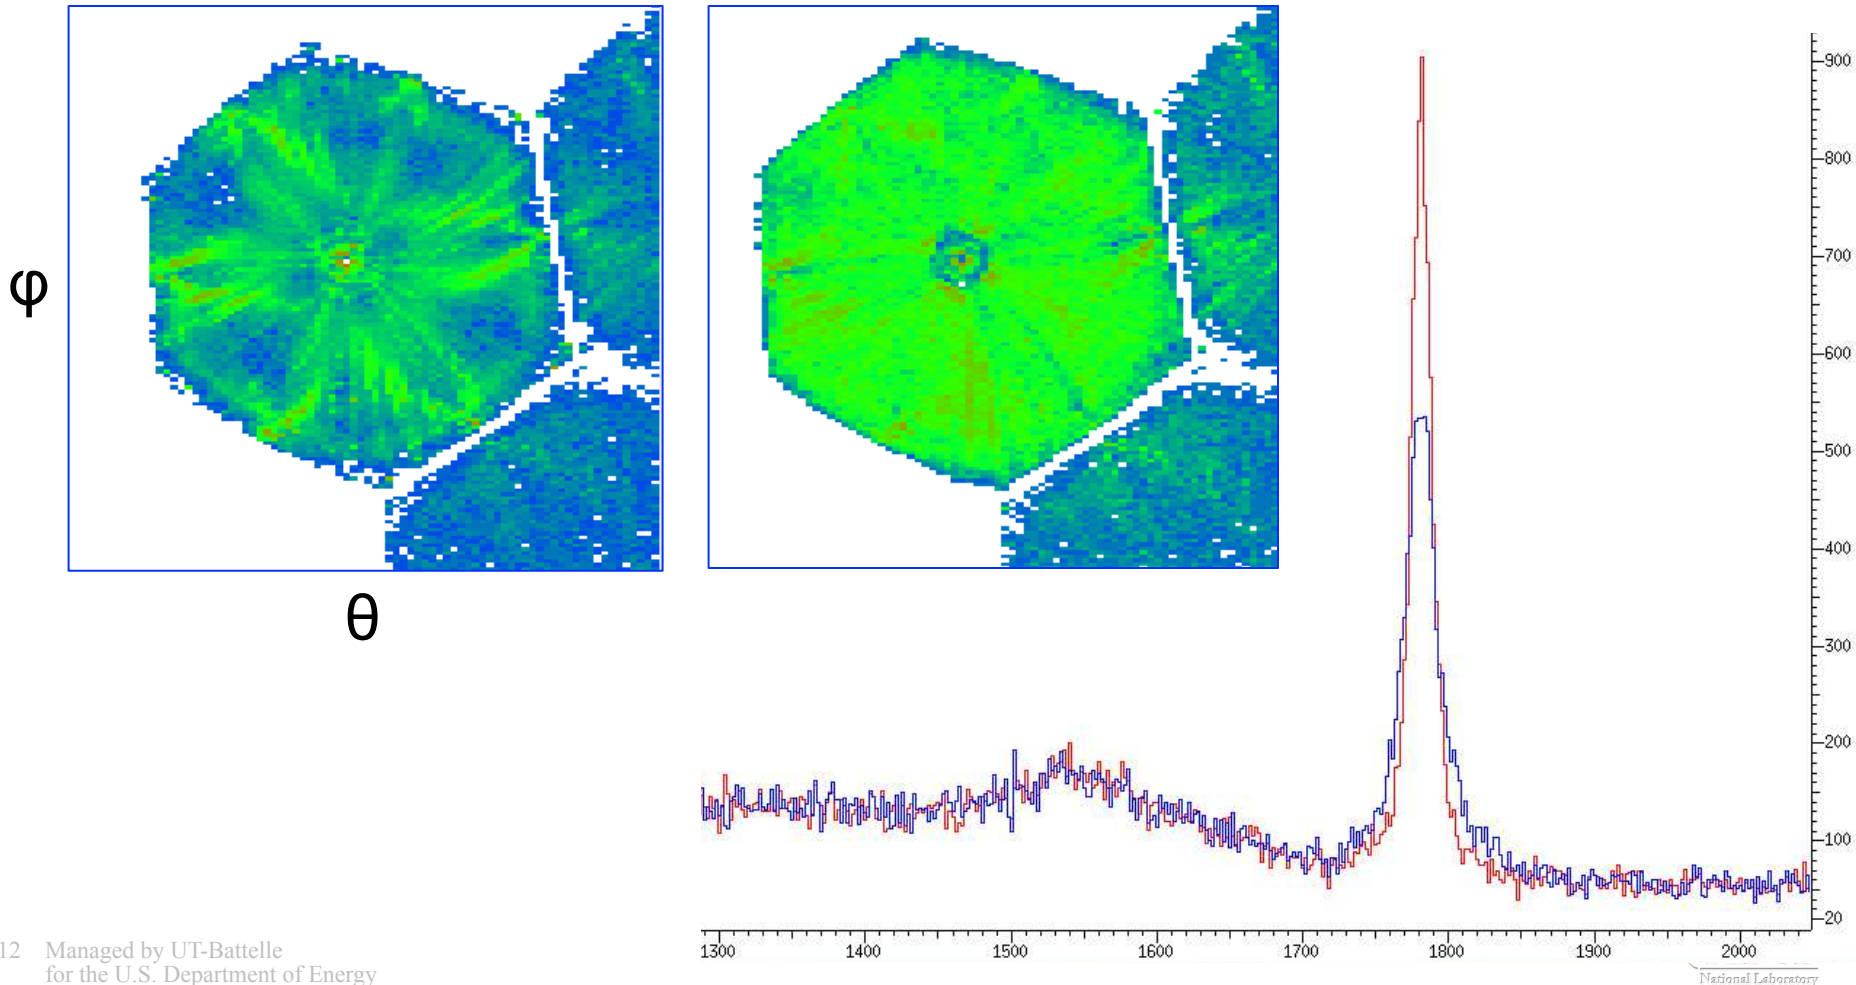 φ
θ
900
800
700
600
500
400
300
200
100
20
1300 1400 1500 1600 1700 1800 1900 2000
12 Managed by UT-Battelle
for the U.S. Department of Energy
National Laboratory